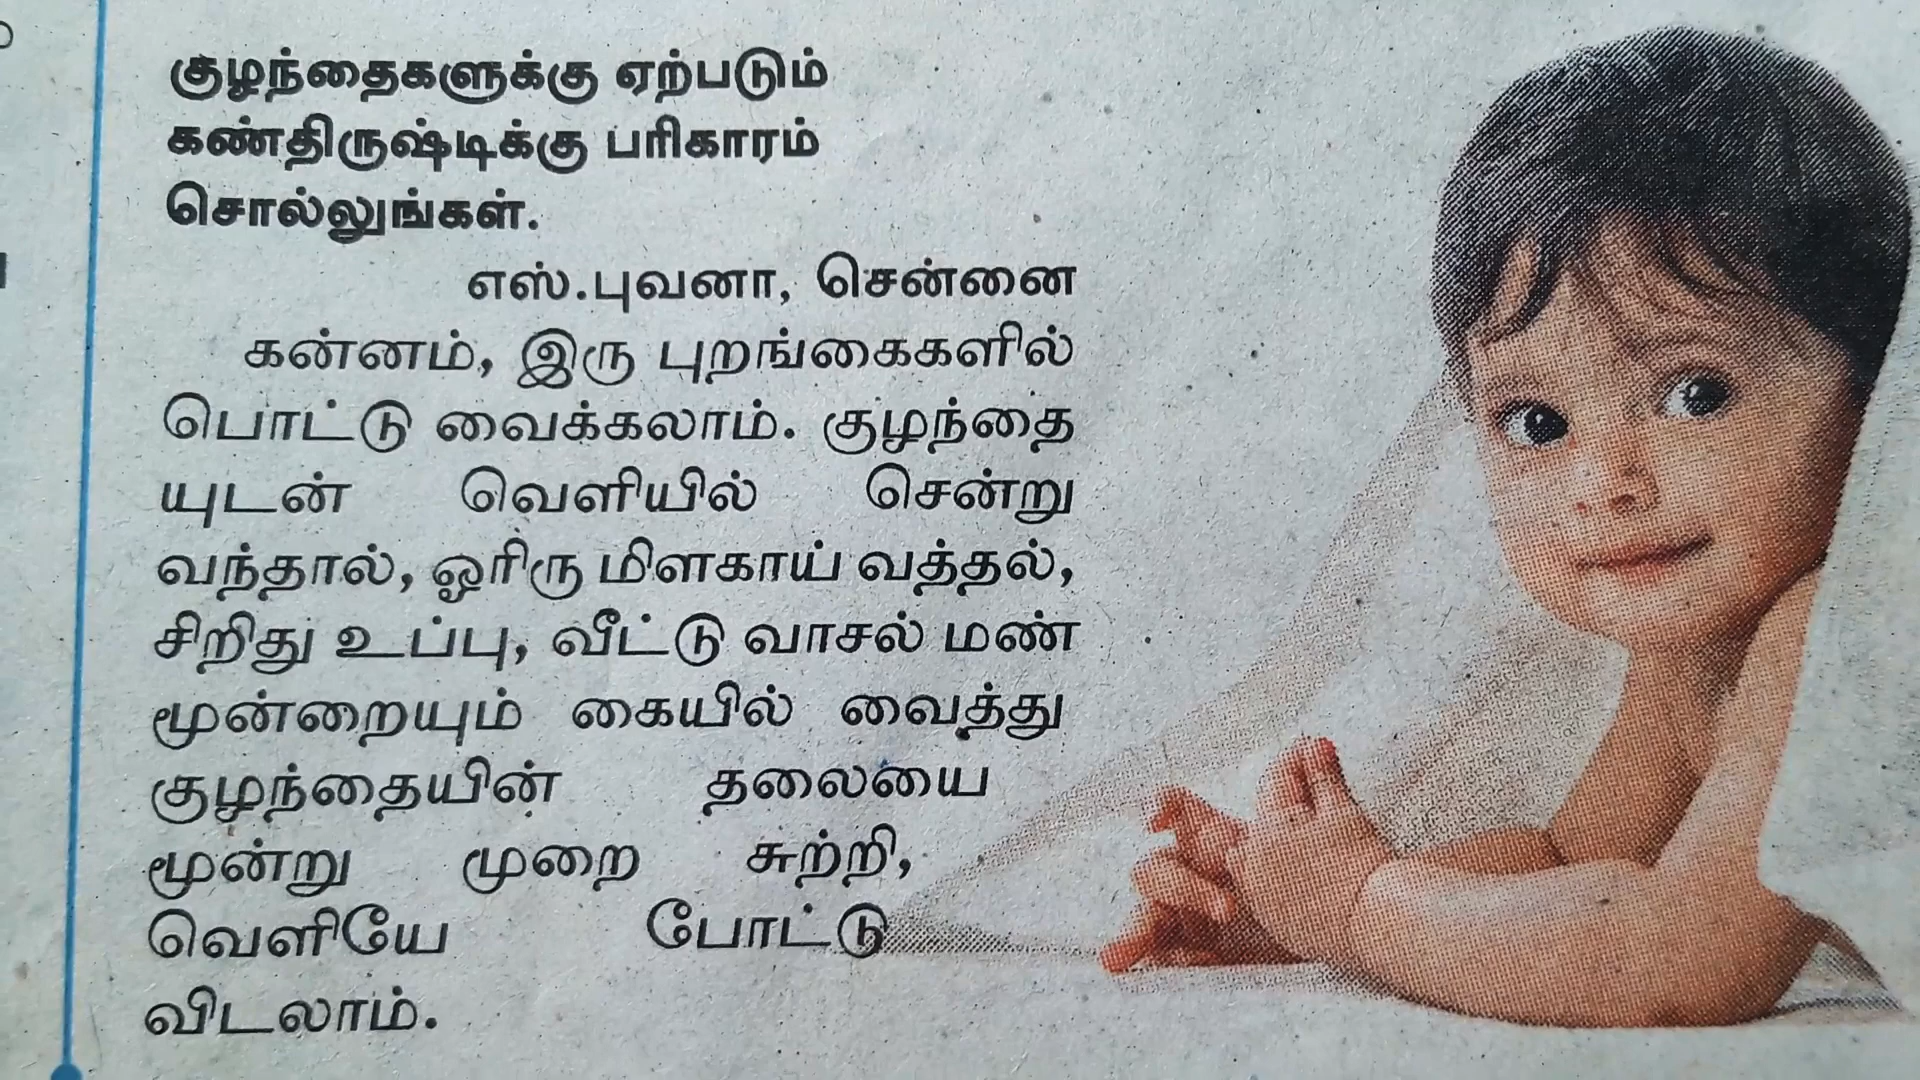 குழந்தைகளுக்கு ஏற்படும்
கண்திருஷ்டிக்கு பரிகாரம்
சொல்லுங்கள்.
எஸ்.புவனா, சென்னை
கன்னம், இரு புறங்கைகளில்
பொட்டு வைக்கலாம். குழந்தை
யுடன் வெளியில் சென்று
வந்தால், ஓரிரு மிளகாய் வத்தல்,
சிறிது உப்பு, வீட்டு வாசல் மண்
மூன்றையும் கையில் வைத்து
குழந்தையின் தலையை
மூன்று முறை சுற்றி,
வெளியே போட்டு
விடலாம்.